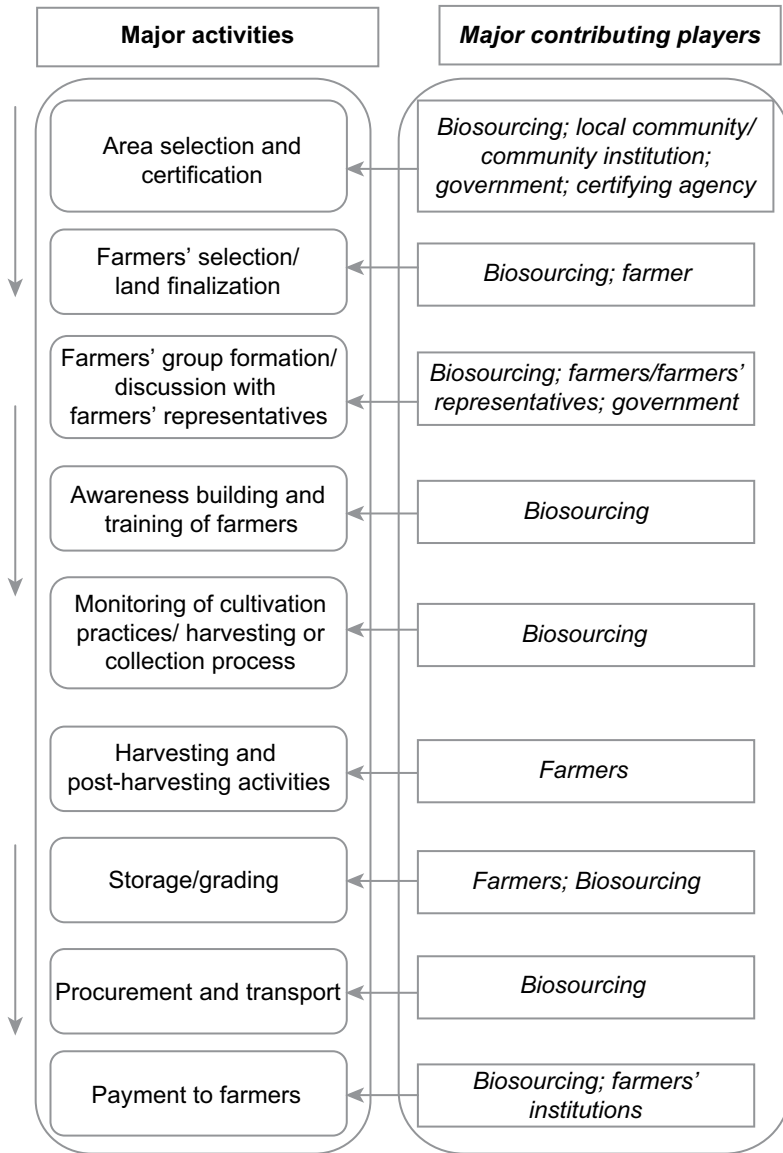 Major activities
Major contributing players
Area selection and
certification
Biosourcing; local community/
community institution;
government; certifying agency
Farmers’ selection/
land finalization
Biosourcing; farmer
Farmers’ group formation/
discussion with
farmers’ representatives
Biosourcing; farmers/farmers’
representatives; government
Awareness building and
training of farmers
Biosourcing
Monitoring of cultivation
practices/ harvesting or
collection process
Biosourcing
Harvesting and
post-harvesting activities
Farmers
Storage/grading
Farmers; Biosourcing
Procurement and transport
Biosourcing
Payment to farmers
Biosourcing; farmers’
institutions